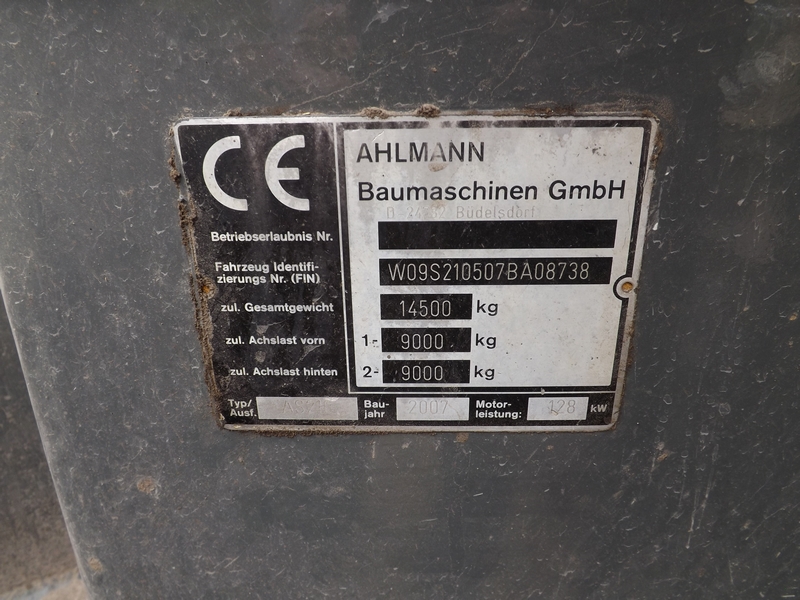 CE
AHLMANN
Baumaschinen GmbH
Büdelsdorf
Betriebserlaubnis Nr.
Fahrzeug Identifi-
zierungs Nr. (FIN) W09S210507BA08738
zul. Gesamtgewicht 14500 kg
zul. Achslast vorn 1- 9000 kg
zul. Achslast hinten 2- 9000 kg
Typ/
Ausf.
Bau-
jahr 2007
Motor-
leistung: 128 kW